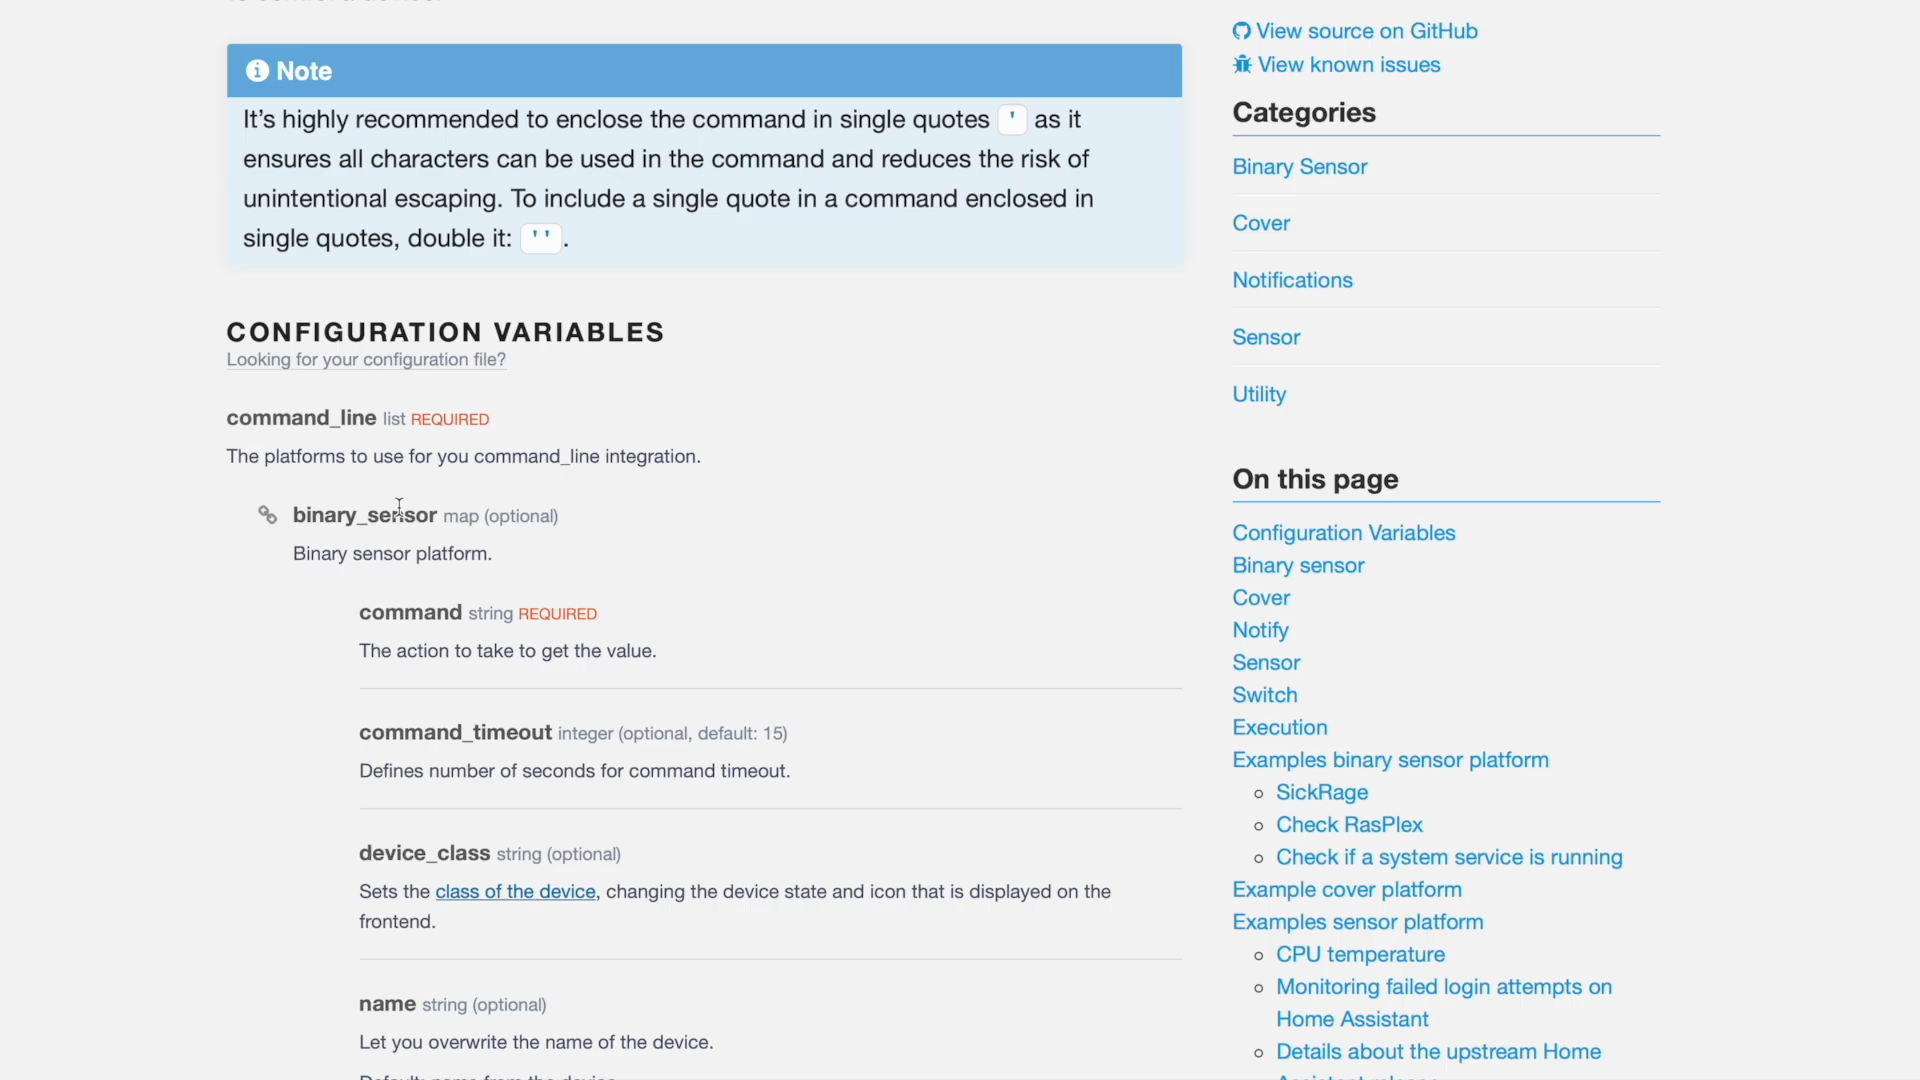 Note
It’s highly recommended to enclose the command in single quotes ' as it
ensures all characters can be used in the command and reduces the risk of
unintentional escaping. To include a single quote in a command enclosed in
single quotes, double it: ''.
CONFIGURATION VARIABLES
Looking for your configuration file?
command_line list REQUIRED
The platforms to use for you command_line integration.
binary_sensor map (optional)
Binary sensor platform.
command string REQUIRED
The action to take to get the value.
command_timeout integer (optional, default: 15)
Defines number of seconds for command timeout.
device_class string (optional)
Sets the class of the device, changing the device state and icon that is displayed on the
frontend.
name string (optional)
Let you overwrite the name of the device.
View source on GitHub
View known issues
Categories
Binary Sensor
Cover
Notifications
Sensor
Utility
On this page
Configuration Variables
Binary sensor
Cover
Notify
Sensor
Switch
Execution
Examples binary sensor platform
SickRage
Check RasPlex
Check if a system service is running
Example cover platform
Examples sensor platform
CPU temperature
Monitoring failed login attempts on
Home Assistant
Details about the upstream Home